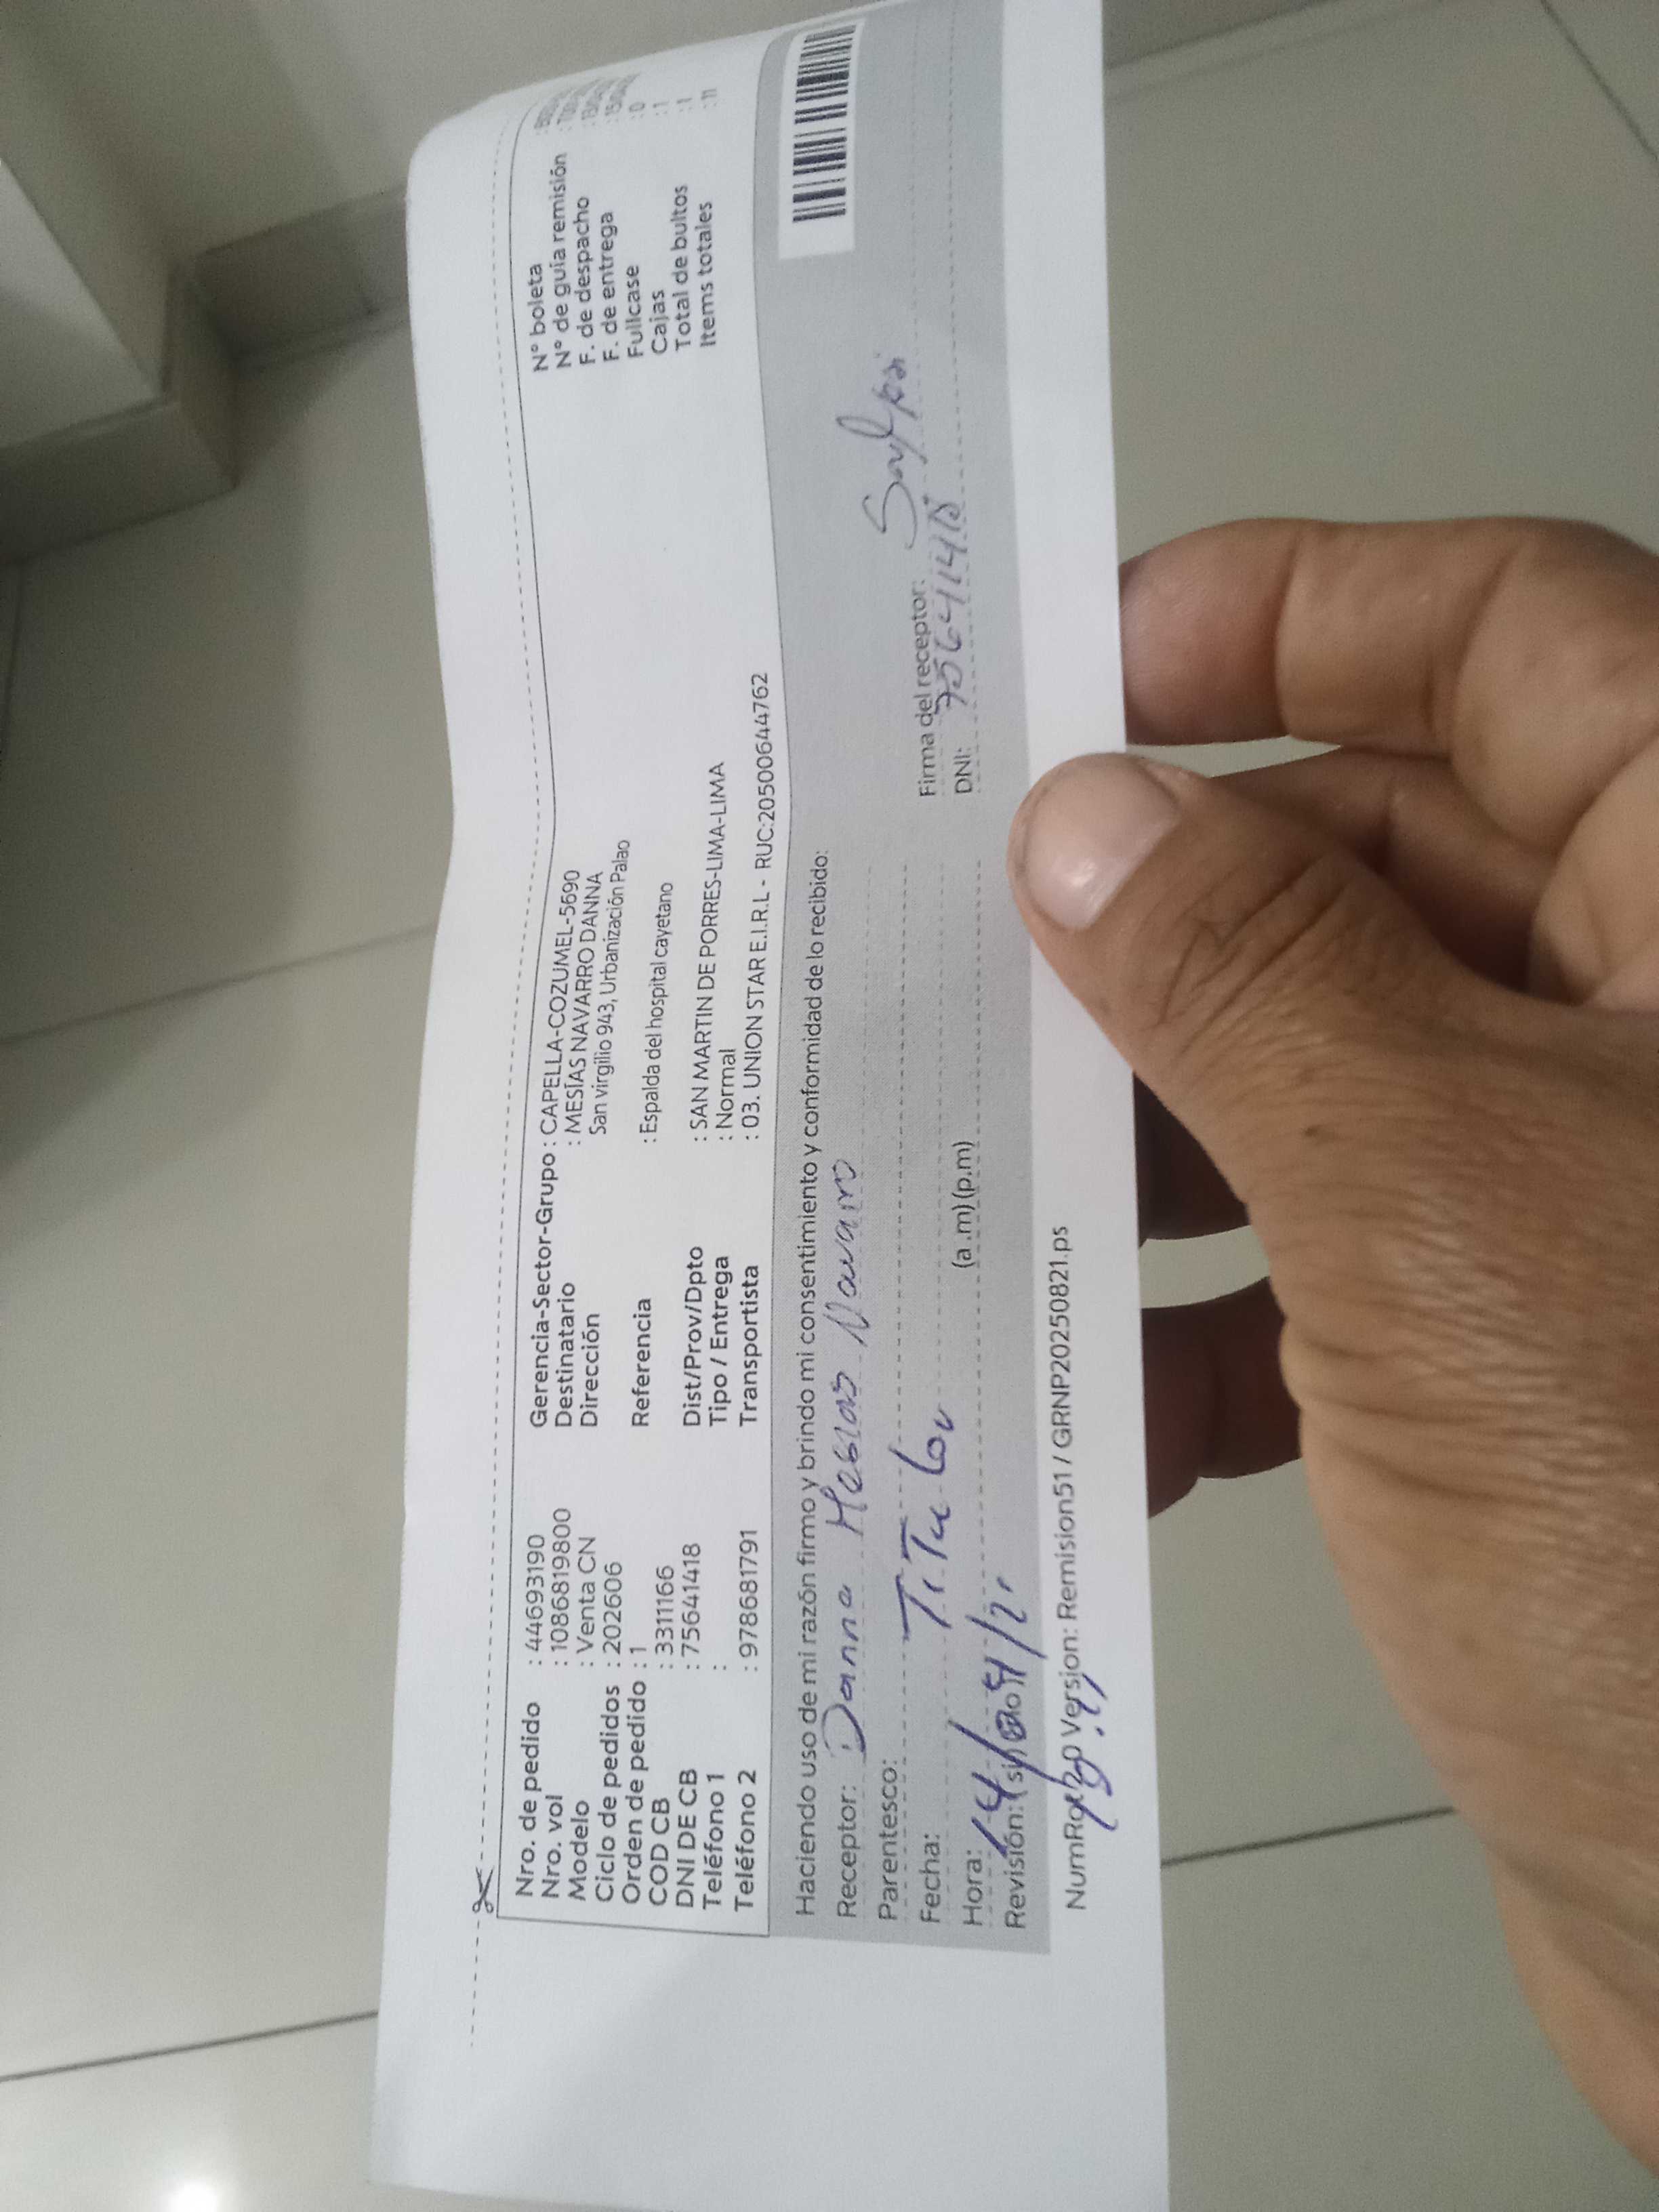 Nro. de pedido : 44693190
Nro. vol : 108681980​0
Modelo : Venta CN
Ciclo de pedidos : 202606
Orden de pedido : 1
COD CB : 3311166
DNI DE CB : 75641418
Teléfono 1 :
Teléfono 2 : 978681791
Gerencia-Sector-Grupo : CAPELLA-COZUMEL-5690
Destinatario : MESÍAS NAVARRO DANNA
Dirección San virgilio 943, Urbanización Palao
Referencia : Espalda del hospital cayetano
Dist/Prov/Dpto : SAN MARTIN DE PORRES-LIMA-LIMA
Tipo / Entrega : Normal
Transportista : 03. UNION STAR E.I.R.L - RUC:20500644762
N° boleta
N° de guía remisión
F. de despacho
F. de entrega
Fullcase : 0
Cajas : 1
Total de bultos : 1
Items totales : 11
Haciendo uso de mi razón firmo y brindo mi consentimiento y conformidad de lo recibido:
Receptor: Danna Mesias Navarro
Parentesco: TiTular
Fecha:
Hora: (a.m) (p.m)
Revisión:
Firma del receptor:
DNI: 75641418
Version: Remision51 / GRNP20250821.ps